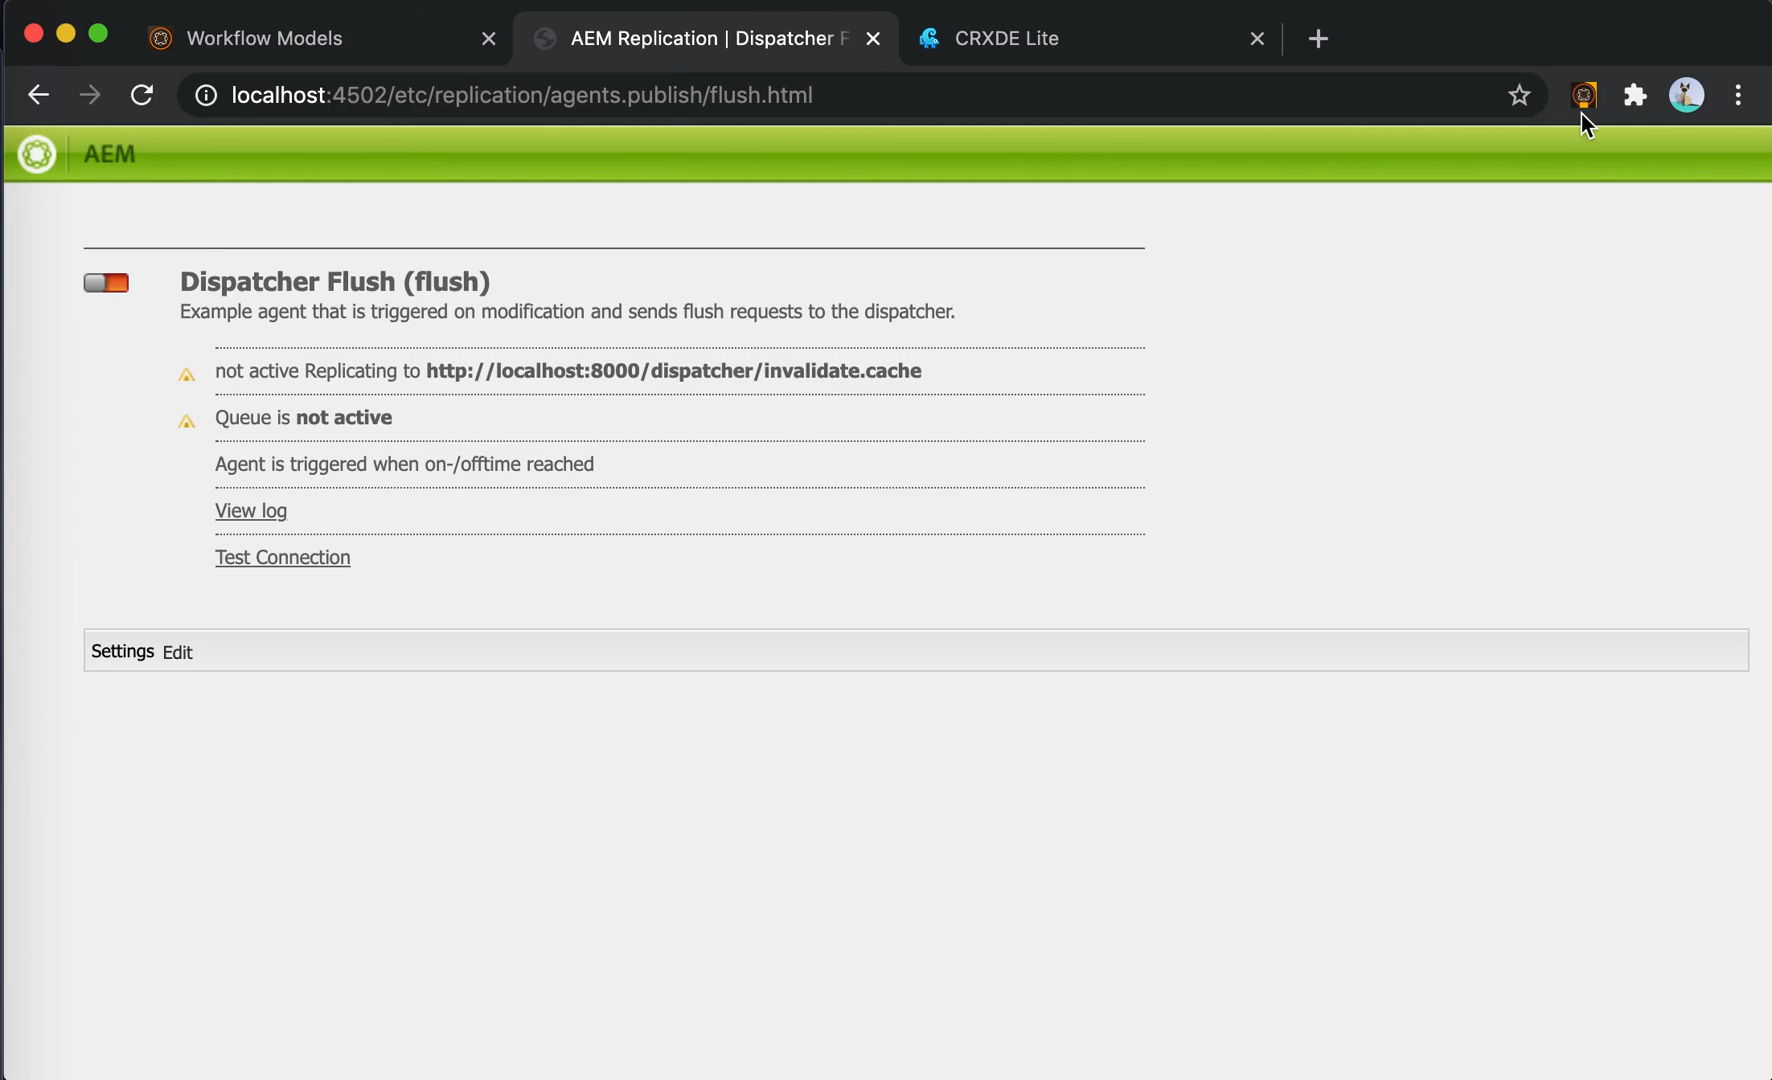 Workflow Models
AEM Replication | Dispatcher F
CRXDE Lite
localhost:4502/etc/replication/agents.publish/flush.html
AEM
Dispatcher Flush (flush)
Example agent that is triggered on modification and sends flush requests to the dispatcher.
not active Replicating to http://localhost:8000/dispatcher/invalidate.cache
Queue is not active
Agent is triggered when on-/offtime reached
View log
Test Connection
Settings Edit